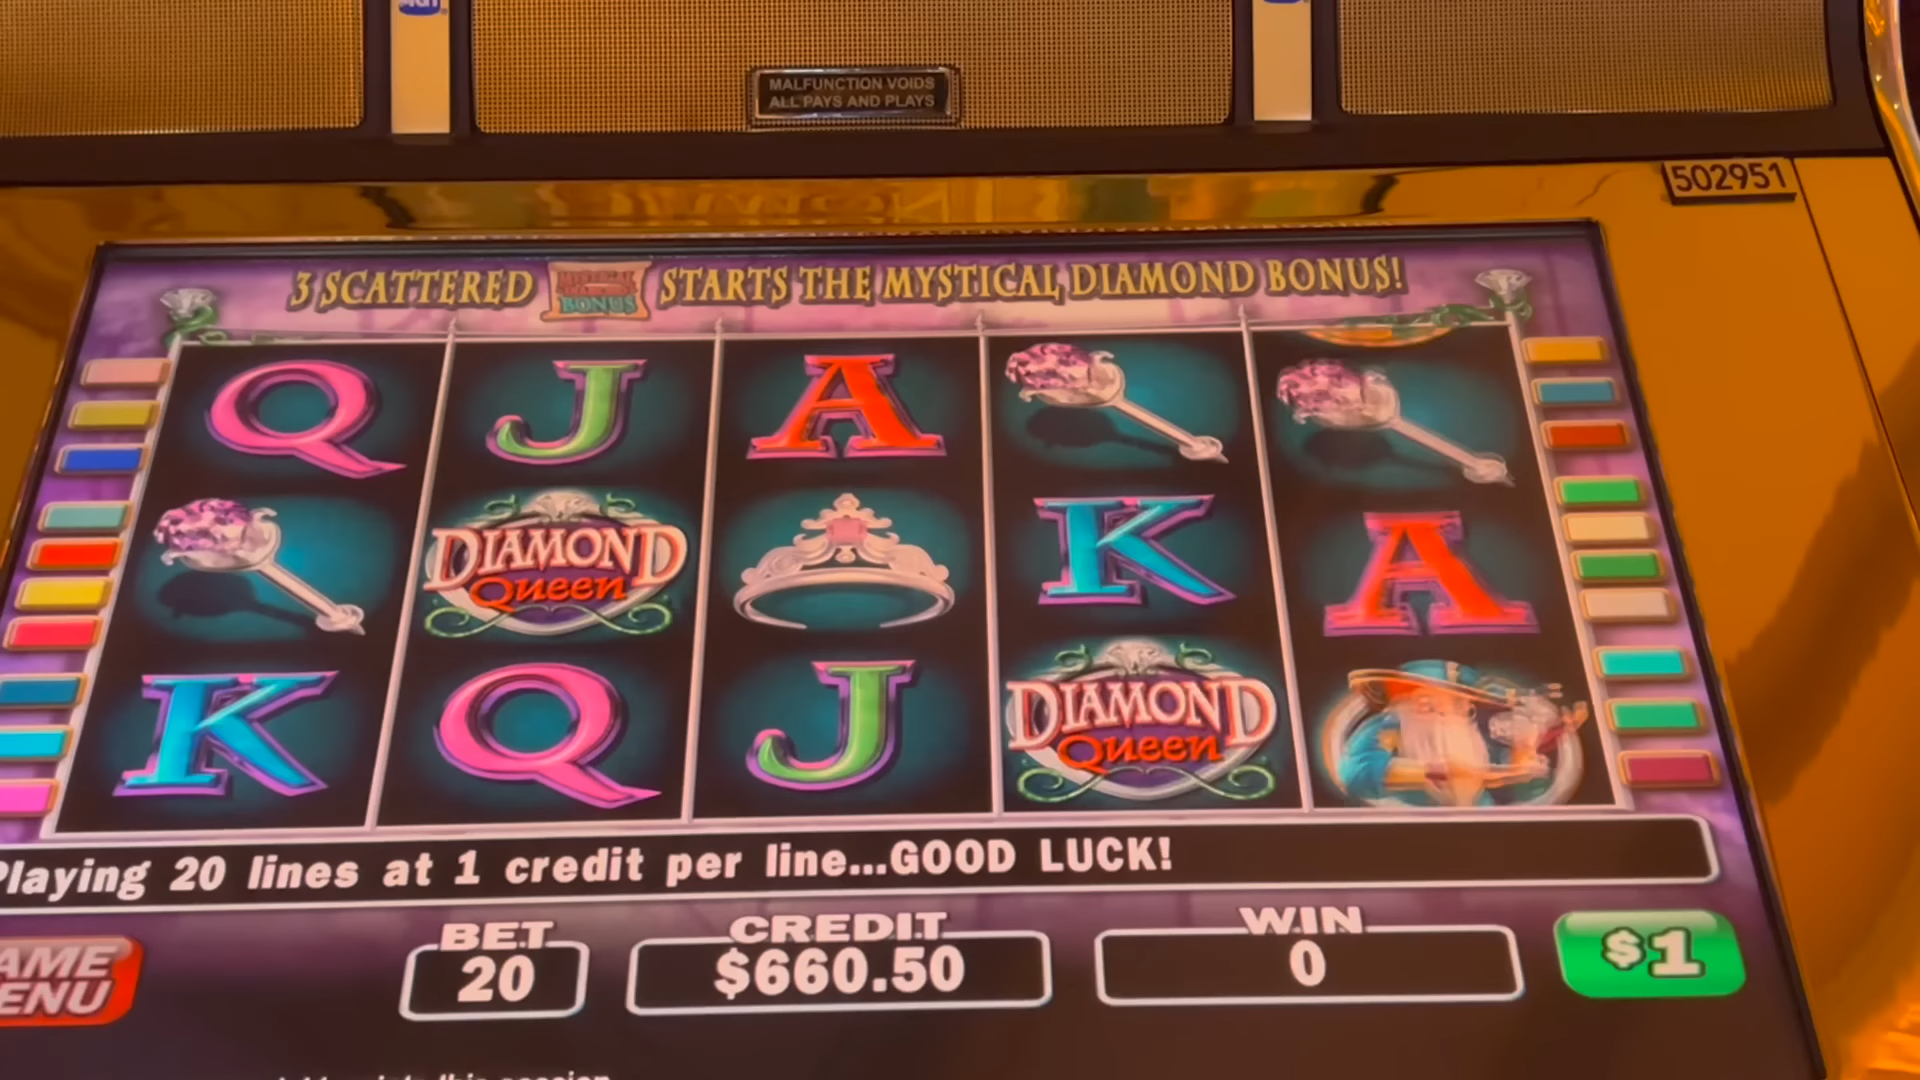 MALFUNCTION VOIDS
ALL PAYS AND PLAYS
502951
3 SCATTERED BONUS STARTS THE MYSTICAL DIAMOND BONUS!
Q J A
DIAMOND
Queen
K
A
K Q J
DIAMOND
Queen
Playing 20 lines at 1 credit per line...GOOD LUCK!
BET CREDIT WIN
20 $660.50 0 $1